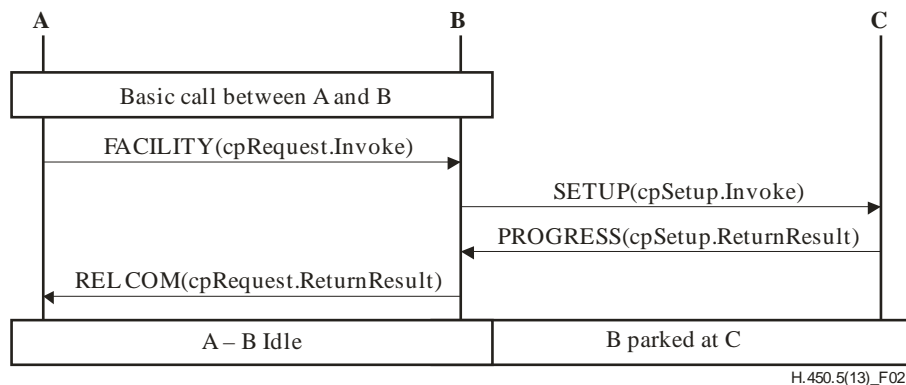 A B C
Basic call between A and B
FACILITY(cpRequest.Invoke)
SETUP(cpSetup.Invoke)
PROGRESS(cpSetup.ReturnResult)
REL COM(cpRequest.ReturnResult)
A – B Idle B parked at C
H.450.5(13)_F02